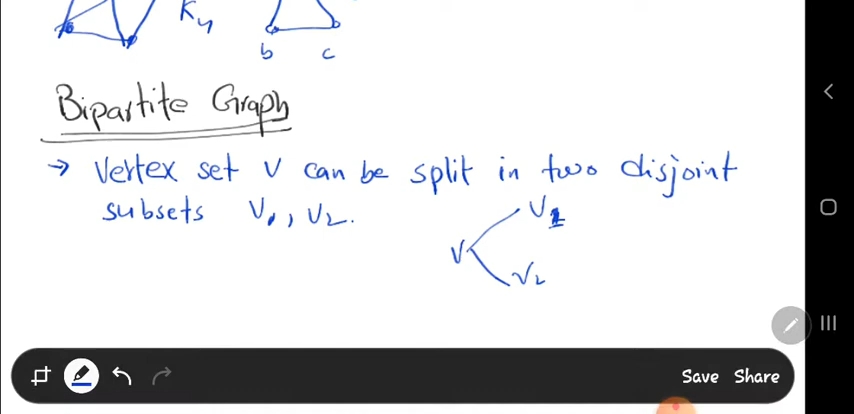 K4
b c
Bipartite Graph
→ Vertex set V can be split in two disjoint
subsets V1, V2.
V1
V
V2
Save Share